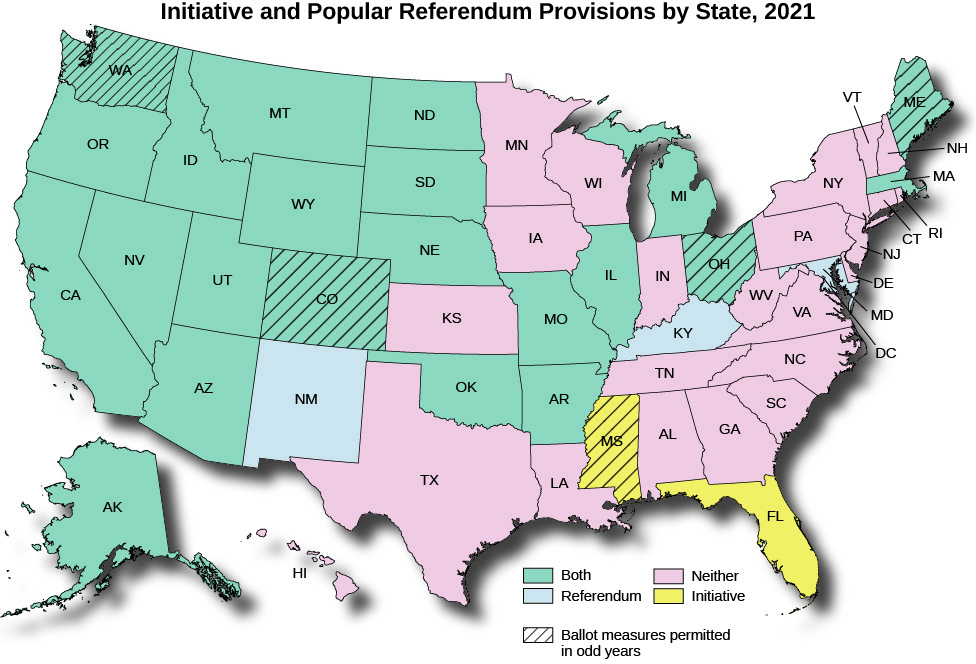 Initiative and Popular Referendum Provisions by State, 2021
WA
ME
VT
MT
ND
OR
MN
NH
ID
SD
WI
MA
NY
MI
WY
RI
CT
IA
PA
NE
NJ
NV
OH
UT
IL
IN
DE
CA
CO
WV
MD
VA
KS
MO
KY
DC
NC
TN
AZ
OK
NM
AR
SC
MS
AL
GA
TX
LA
AK
FL
HI
Both
Neither
Referendum
Initiative
Ballot measures permitted
in odd years